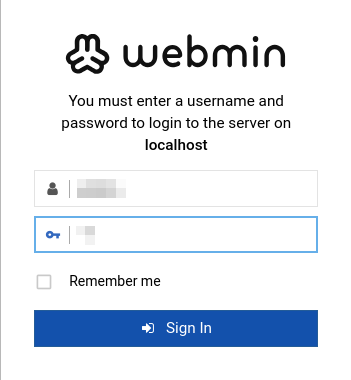 webmin
You must enter a username and
password to login to the server on
localhost
Remember me
Sign In